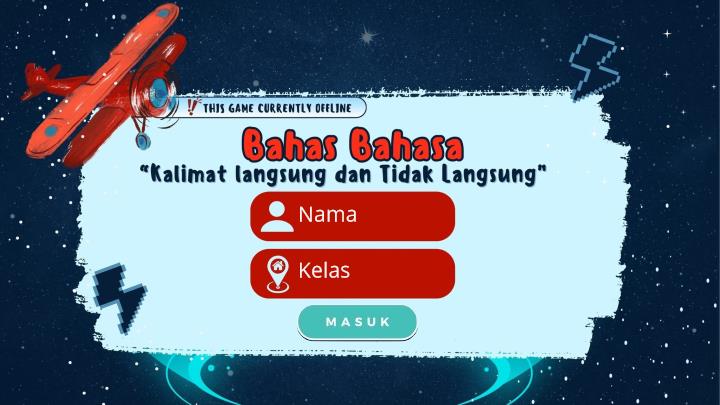 THIS GAME CURRENTLY OFFLINE
Bahas Bahasa
“Kalimat langsung dan Tidak Langsung"
Nama
Kelas
MASUK